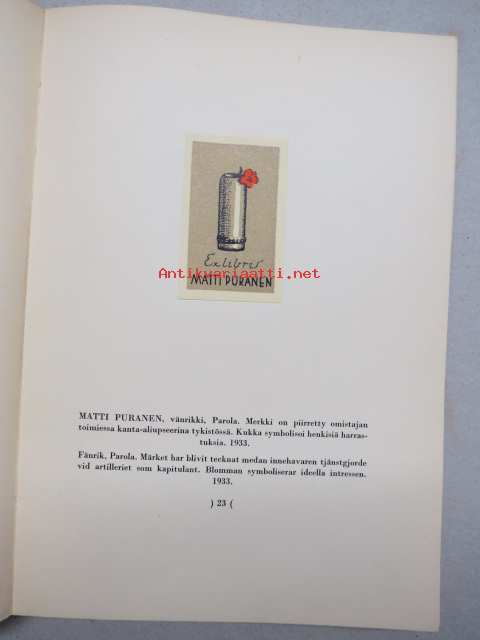 Ex Libris
Antikvariaatti.net
MATTI PURANEN
MATTI PURANEN, vänrikki, Parola. Merkki on piirretty omistajan
toimiessa kanta-aliupseerina tykistössä. Kukka symbolisoi henkisiä harras-
tuksia. 1933.
Fänrik, Parola. Märket har blivit tecknat medan innehavaren tjänstgjorde
vid artilleriet som kapitulant. Blomman symboliserar ideella intressen.
1933.
) 23 (